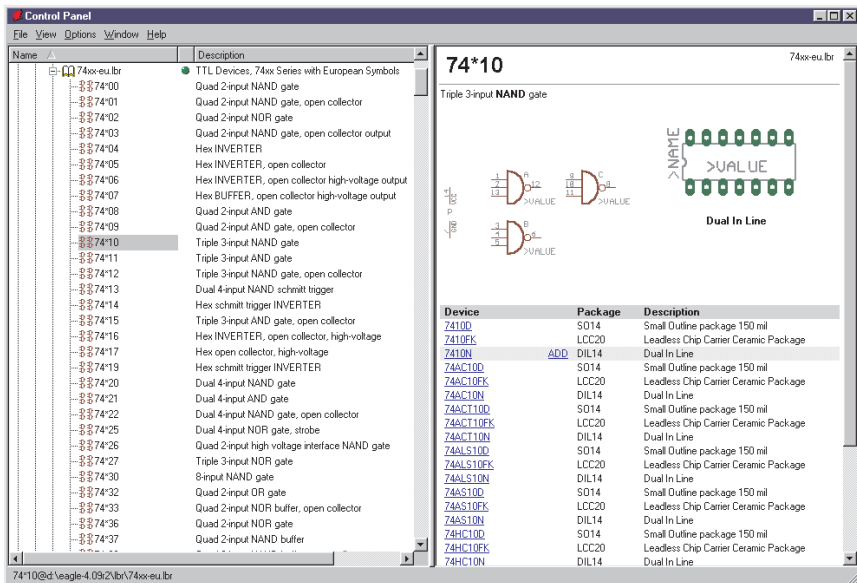 Control Panel
File View Options Window Help
Name Description
74xx-eu.lbr TTL Devices, 74xx Series with European Symbols
74*00 Quad 2-input NAND gate
74*01 Quad 2-input NAND gate, open collector
74*02 Quad 2-input NOR gate
74*03 Quad 2-input NAND gate, open collector output
74*04 Hex INVERTER
74*05 Hex INVERTER, open collector
74*06 Hex INVERTER, open collector high-voltage output
74*07 Hex BUFFER, open collector high-voltage output
74*08 Quad 2-input AND gate
74*09 Quad 2-input AND gate, open collector
74*10 Triple 3-input NAND gate
74*11 Triple 3-input AND gate
74*12 Triple 3-input NAND gate, open collector
74*13 Dual 4-input NAND schmitt trigger
74*14 Hex schmitt trigger INVERTER
74*15 Triple 3-input AND gate, open collector
74*16 Hex INVERTER, open collector, high-voltage
74*17 Hex open collector, high-voltage
74*19 Hex schmitt trigger INVERTER
74*20 Dual 4-input NAND gate
74*21 Dual 4-input AND gate
74*22 Dual 4-input NAND gate, open collector
74*25 Dual 4-input NOR gate, strobe
74*26 Quad 2-input high voltage interface NAND gate
74*27 Triple 3-input NOR gate
74*30 8-input NAND gate
74*32 Quad 2-input OR gate
74*33 Quad 2-input NOR buffer, open collector
74*36 Quad 2-input NOR gate
74*37 Quad 2-input NAND buffer
74*10 74xx-eu.lbr
Triple 3-input NAND gate
A
1
2 12
13
>VALUE
C
9
10 8
11
>VALUE
14
VCC
P
GND
7
B
3
4 6
5
>VALUE
>NAME
>VALUE
Dual In Line
Device Package Description
7410D SO14 Small Outline package 150 mil
7410FK LCC20 Leadless Chip Carrier Ceramic Package
7410N ADD DIL14 Dual In Line
74AC10D SO14 Small Outline package 150 mil
74AC10FK LCC20 Leadless Chip Carrier Ceramic Package
74AC10N DIL14 Dual In Line
74ACT10D SO14 Small Outline package 150 mil
74ACT10FK LCC20 Leadless Chip Carrier Ceramic Package
74ACT10N DIL14 Dual In Line
74ALS10D SO14 Small Outline package 150 mil
74ALS10FK LCC20 Leadless Chip Carrier Ceramic Package
74ALS10N DIL14 Dual In Line
74AS10D SO14 Small Outline package 150 mil
74AS10FK LCC20 Leadless Chip Carrier Ceramic Package
74AS10N DIL14 Dual In Line
74HC10D SO14 Small Outline package 150 mil
74HC10FK LCC20 Leadless Chip Carrier Ceramic Package
74HC10N DIL14 Dual In Line
74*10@d:\eagle-4.09r2\lbr\74xx-eu.lbr